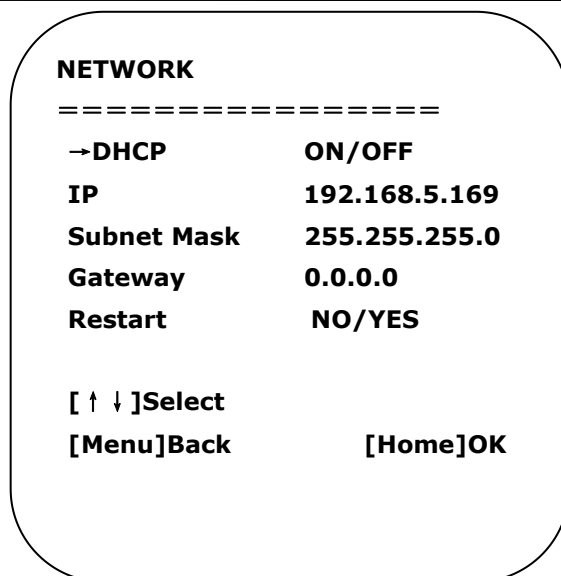 NETWORK
================
→DHCP ON/OFF
IP 192.168.5.169
Subnet Mask 255.255.255.0
Gateway 0.0.0.0
Restart NO/YES
[↑↓]Select
[Menu]Back [Home]OK